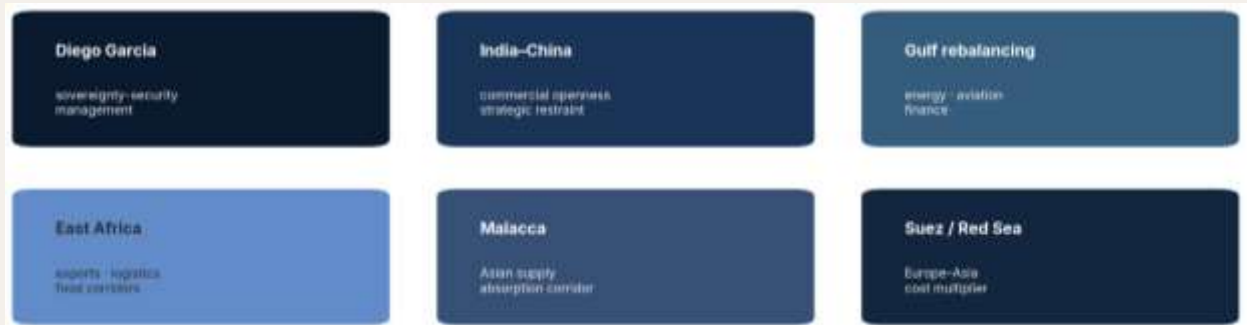 Diego Garcia
sovereignty-security
management
India–China
commercial openness
strategic restraint
Gulf rebalancing
energy · aviation
finance
East Africa
exports · logistics
food corridors
Malacca
Asian supply
absorption corridor
Suez / Red Sea
Europe–Asia
cost multiplier